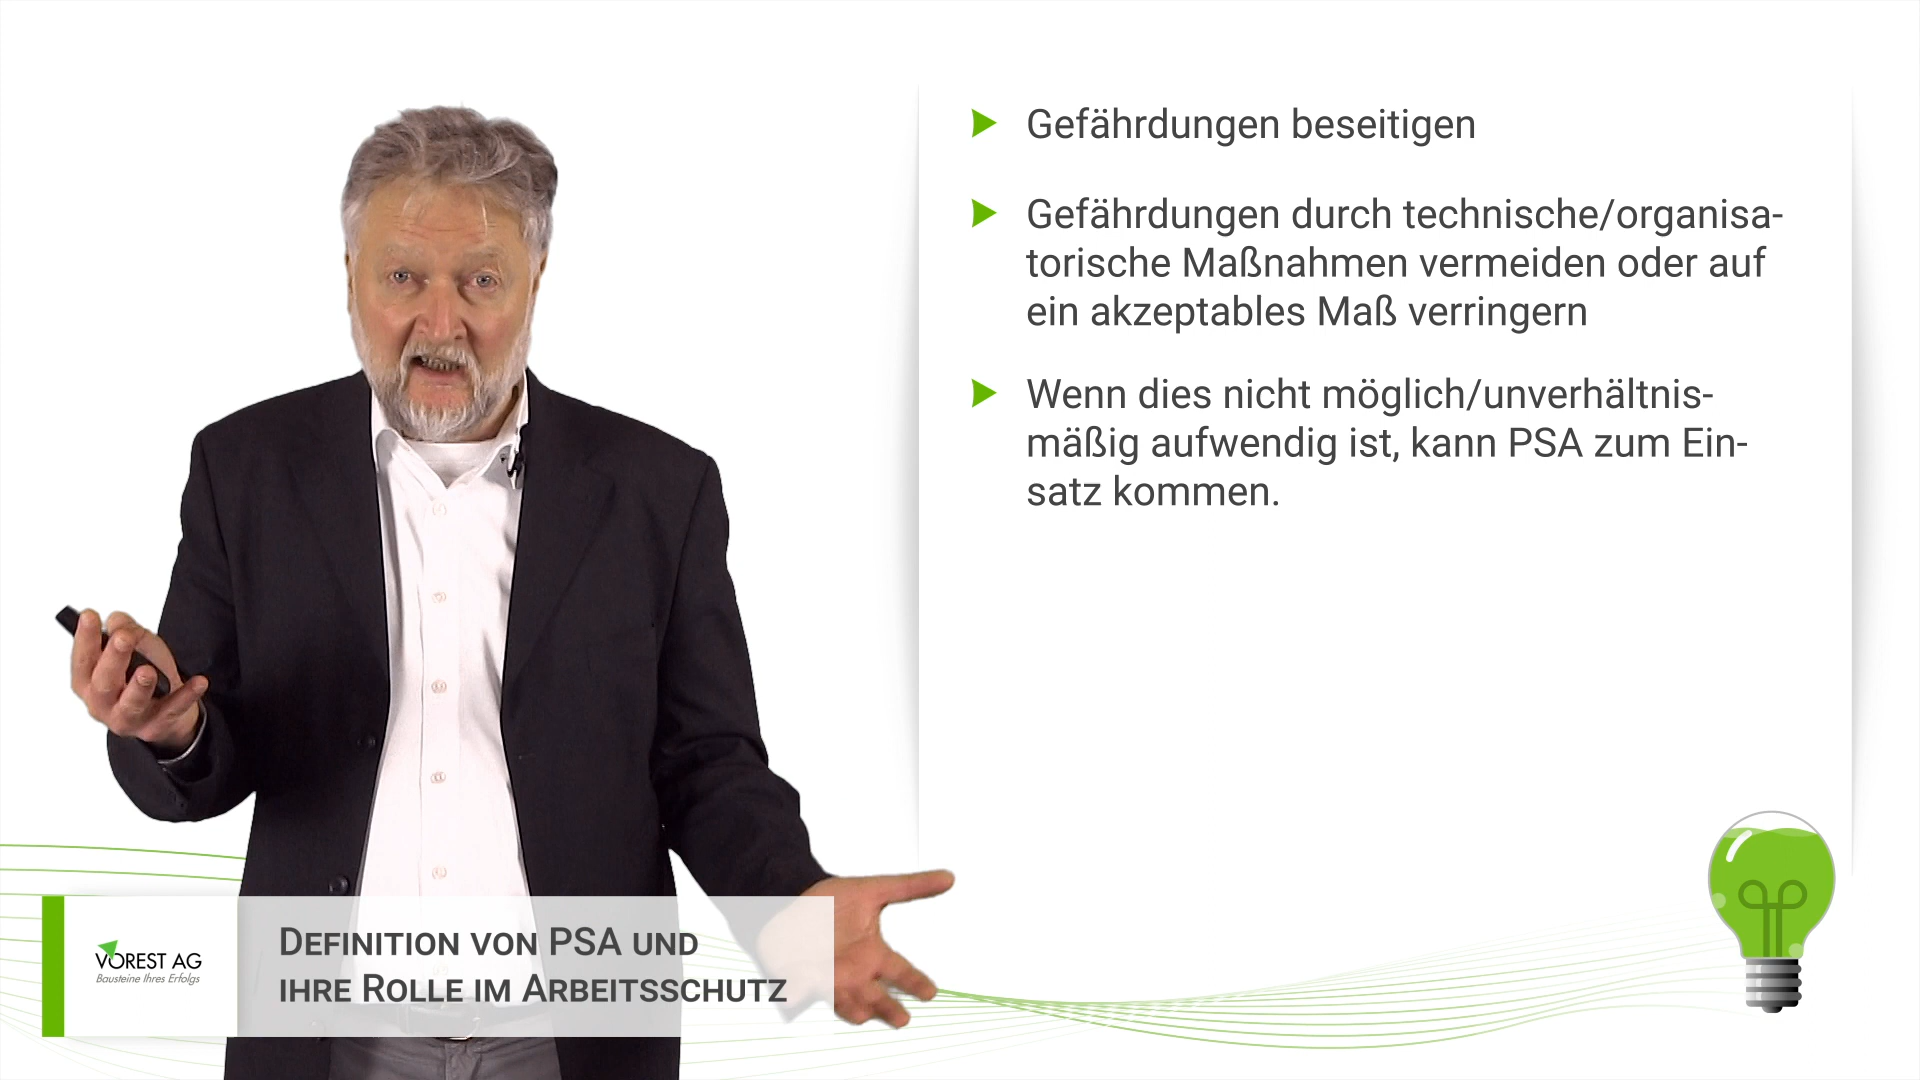 Gefährdungen beseitigen
Gefährdungen durch technische/organisa-
torische Maßnahmen vermeiden oder auf
ein akzeptables Maß verringern
Wenn dies nicht möglich/unverhältnis-
mäßig aufwendig ist, kann PSA zum Ein-
satz kommen.
VOREST AG
Bausteine Ihres Erfolgs
Definition von PSA und
ihre Rolle im Arbeitsschutz